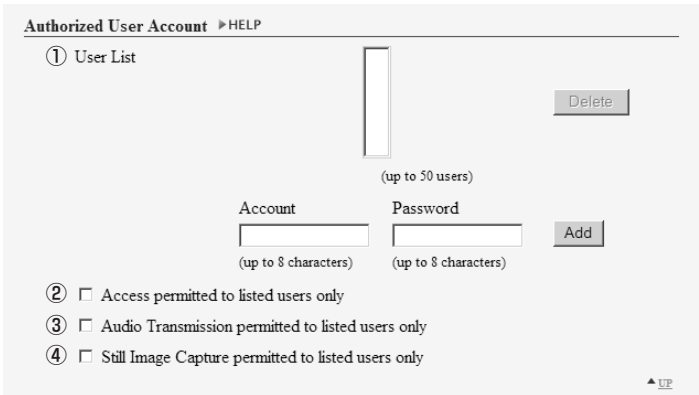 Authorized User Account ▶HELP
① User List
Delete
(up to 50 users)
Account Password
Add
(up to 8 characters) (up to 8 characters)
② Access permitted to listed users only
③ Audio Transmission permitted to listed users only
④ Still Image Capture permitted to listed users only
▲UP